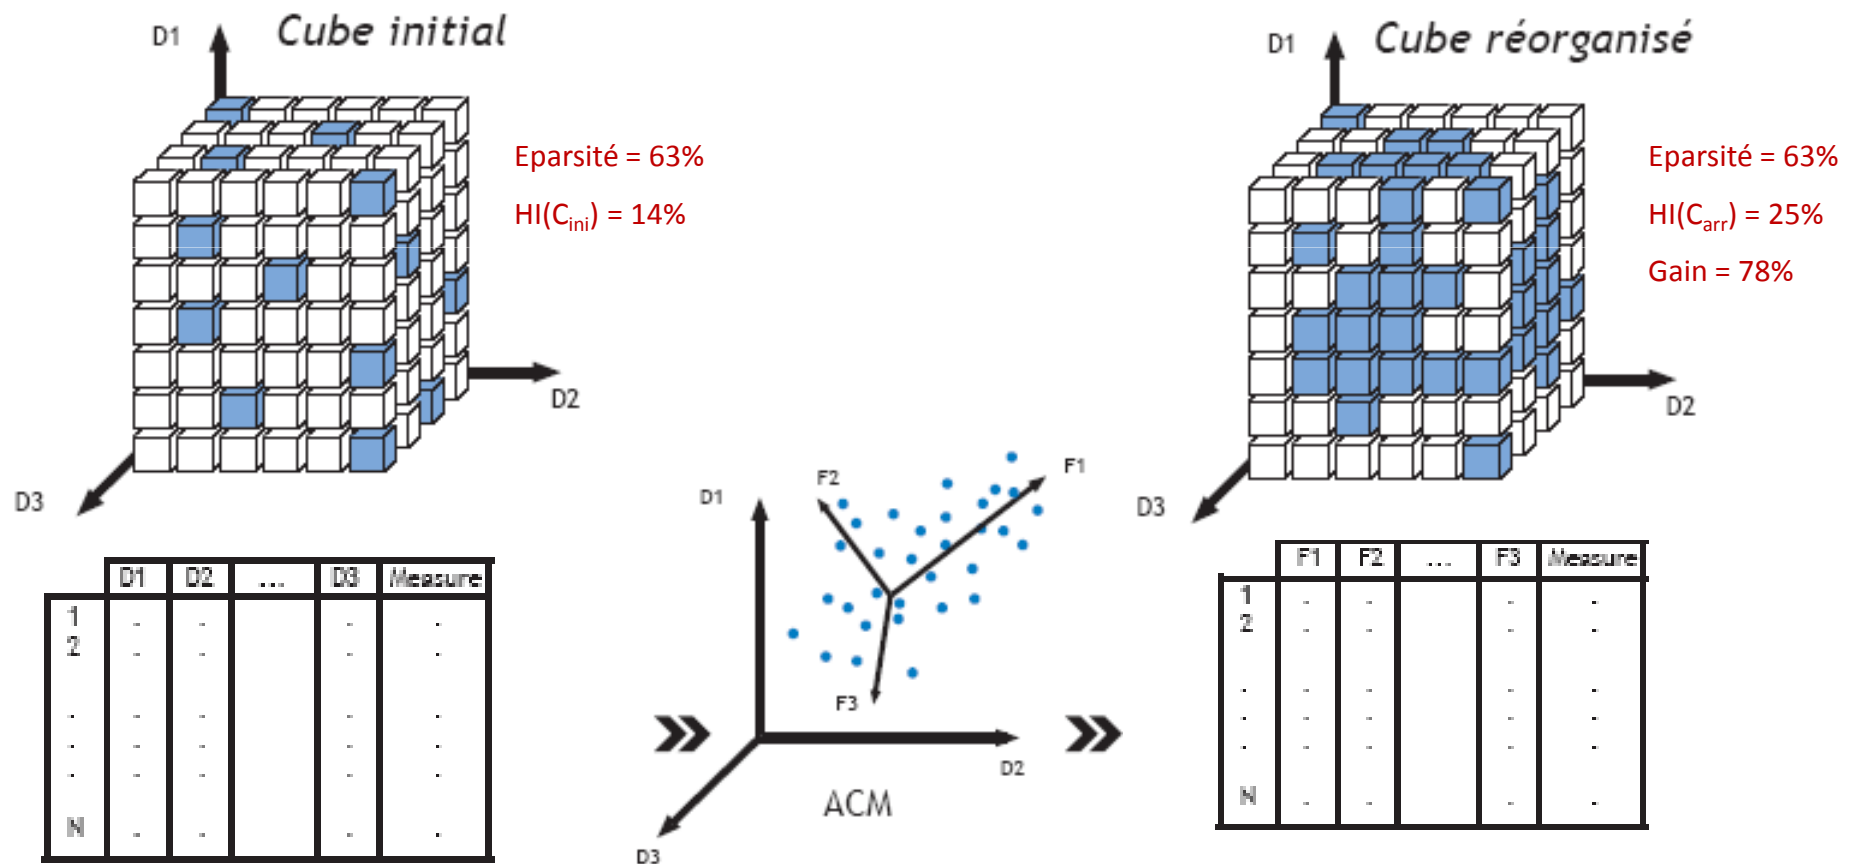 Cube initial
D1
D2
D3
Eparsité = 63%
HI(Cini) = 14%
D1 D2 ... D3 Measure
1
2
N
D1
D2
D3
F1
F2
F3
ACM
Cube réorganisé
D1
D2
D3
Eparsité = 63%
HI(Carr) = 25%
Gain = 78%
F1 F2 ... F3 Measure
1
2
N